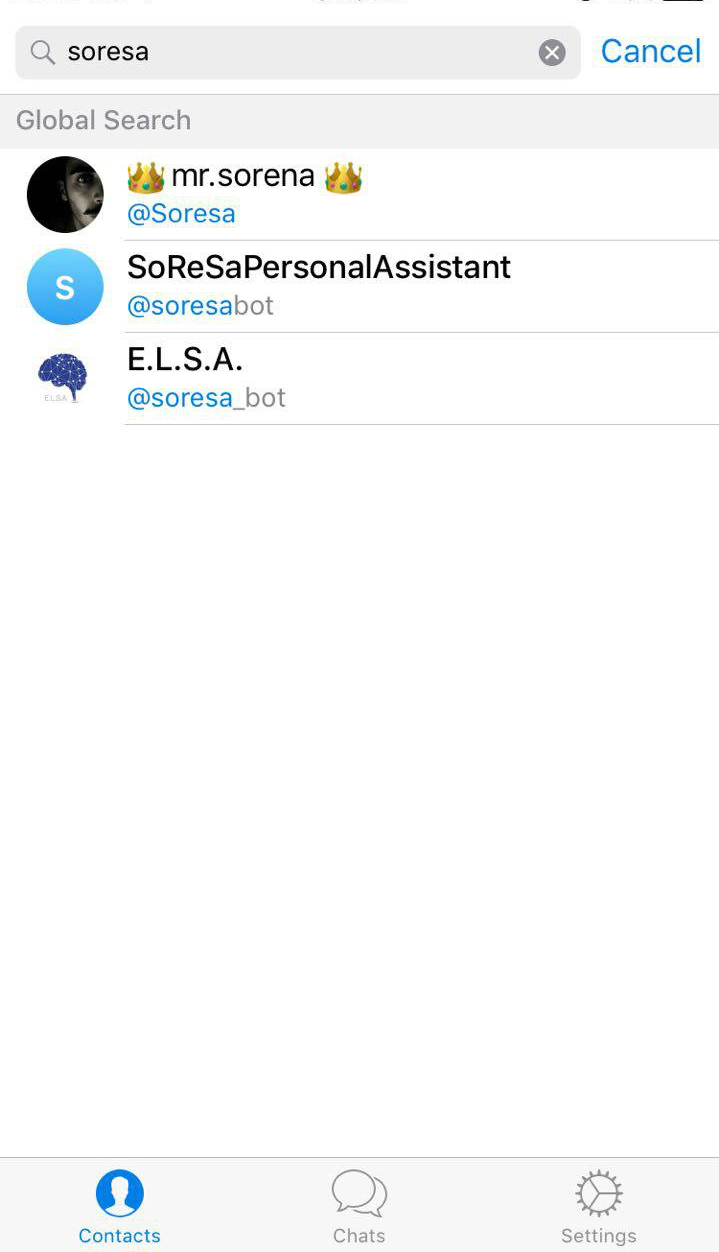 soresa
Cancel
Global Search
👑 mr.sorena 👑
@Soresa
S
SoReSaPersonalAssistant
@soresabot
ELSA
E.L.S.A.
@soresa_bot
Contacts
Chats
Settings